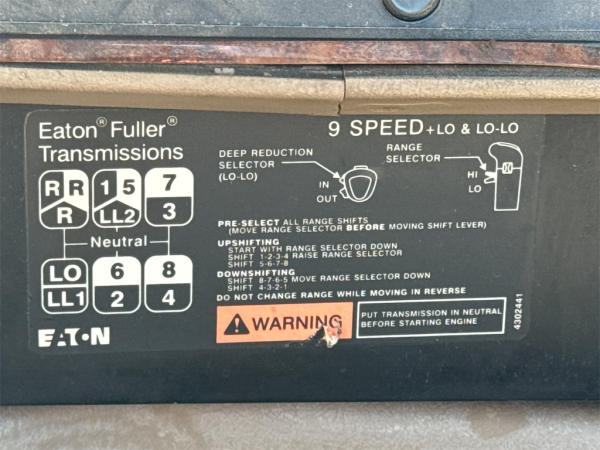 Eaton® Fuller®
Transmissions
R R
R
1 5
LL2
7
3
Neutral
LO
LL1
6
2
8
4
EATON
9 SPEED +LO & LO-LO
DEEP REDUCTION
SELECTOR
(LO-LO)
IN
OUT
RANGE
SELECTOR
HI
LO
PRE-SELECT ALL RANGE SHIFTS
(MOVE RANGE SELECTOR BEFORE MOVING SHIFT LEVER)
UPSHIFTING
START WITH RANGE SELECTOR DOWN
SHIFT 1-2-3-4 RAISE RANGE SELECTOR
SHIFT 5-6-7-8
DOWNSHIFTING
SHIFT 8-7-6-5 MOVE RANGE SELECTOR DOWN
SHIFT 4-3-2-1
DO NOT CHANGE RANGE WHILE MOVING IN REVERSE
WARNING
PUT TRANSMISSION IN NEUTRAL
BEFORE STARTING ENGINE
4302441